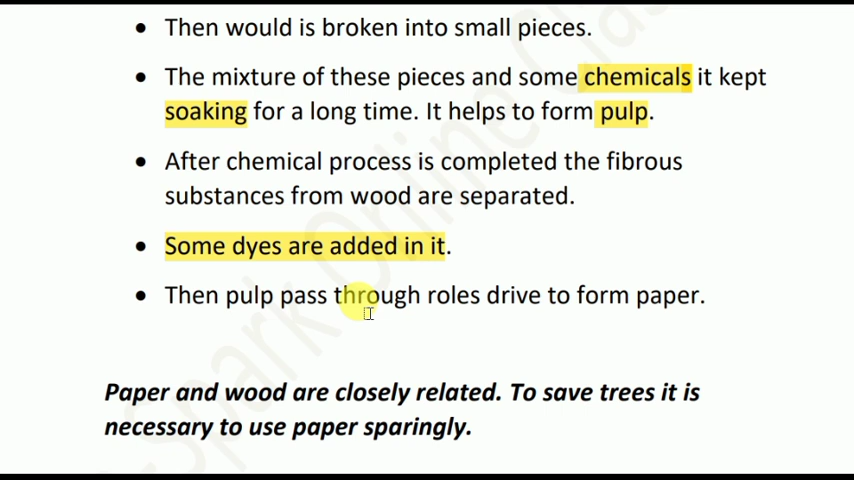 • Then would is broken into small pieces.
• The mixture of these pieces and some chemicals it kept
soaking for a long time. It helps to form pulp.
• After chemical process is completed the fibrous
substances from wood are separated.
• Some dyes are added in it.
• Then pulp pass through roles drive to form paper.
Paper and wood are closely related. To save trees it is
necessary to use paper sparingly.